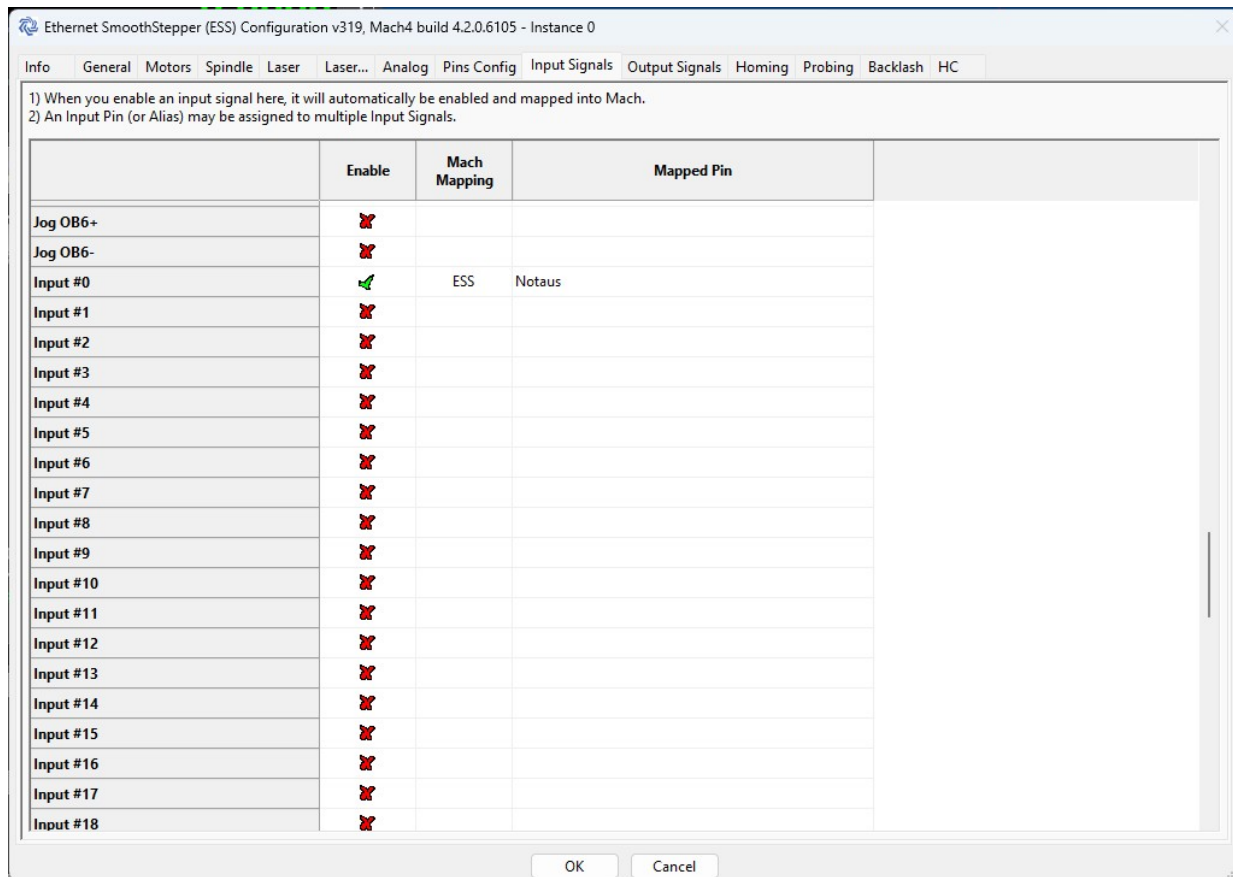 Ethernet SmoothStepper (ESS) Configuration v319, Mach4 build 4.2.0.6105 - Instance 0
Info General Motors Spindle Laser Laser... Analog Pins Config Input Signals Output Signals Homing Probing Backlash HC
1) When you enable an input signal here, it will automatically be enabled and mapped into Mach.
2) An Input Pin (or Alias) may be assigned to multiple Input Signals.
Enable Mach Mapping Mapped Pin
Jog OB6+
Jog OB6-
Input #0 ESS Notaus
Input #1
Input #2
Input #3
Input #4
Input #5
Input #6
Input #7
Input #8
Input #9
Input #10
Input #11
Input #12
Input #13
Input #14
Input #15
Input #16
Input #17
Input #18
OK Cancel